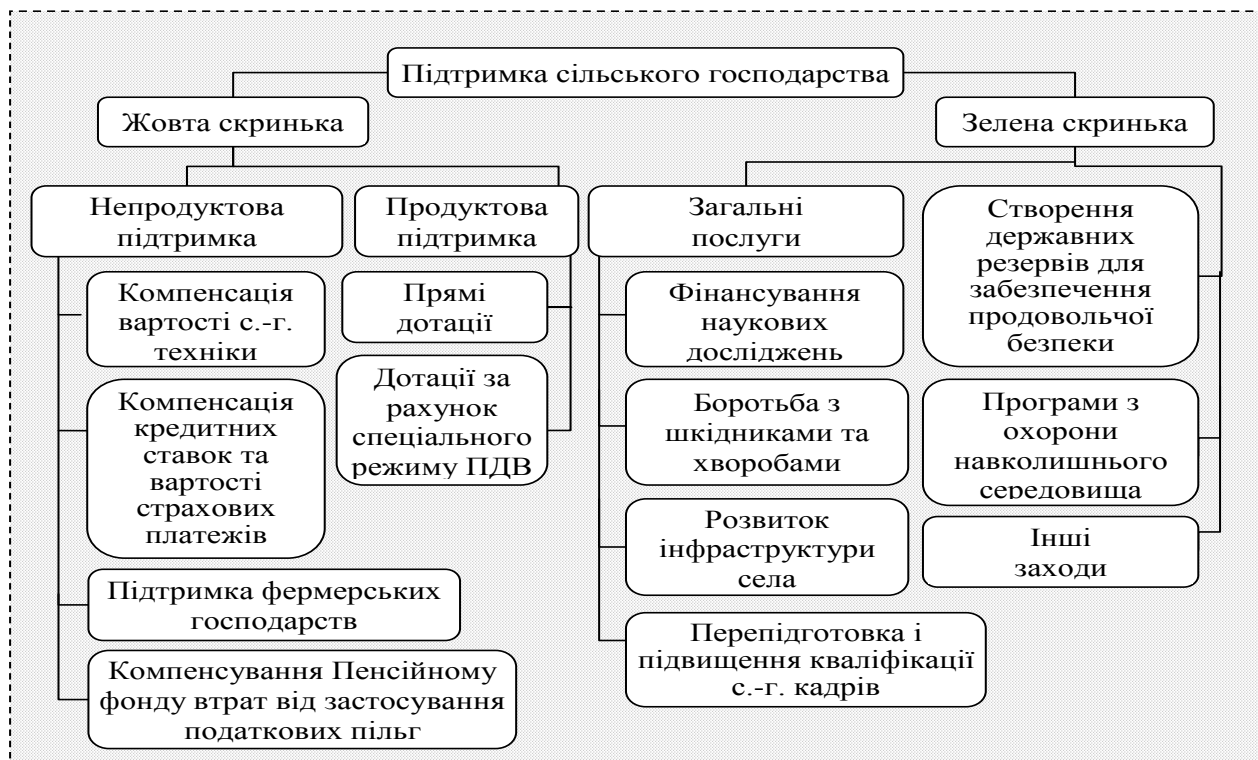 Підтримка сільського господарства
Жовта скринька
Зелена скринька
Непродуктова
підтримка
Продуктова
підтримка
Загальні
послуги
Створення
державних
резервів для
забезпечення
продовольчої
безпеки
Компенсація
вартості с.-г.
техніки
Прямі
дотації
Фінансування
наукових
досліджень
Компенсація
кредитних
ставок та
вартості
страхових
платежів
Дотації за
рахунок
спеціального
режиму ПДВ
Боротьба з
шкідниками та
хворобами
Програми з
охорони
навколишнього
середовища
Розвиток
інфраструктури
села
Інші
заходи
Підтримка фермерських
господарств
Перепідготовка і
підвищення кваліфікації
с.-г. кадрів
Компенсування Пенсійному
фонду втрат від застосування
податкових пільг